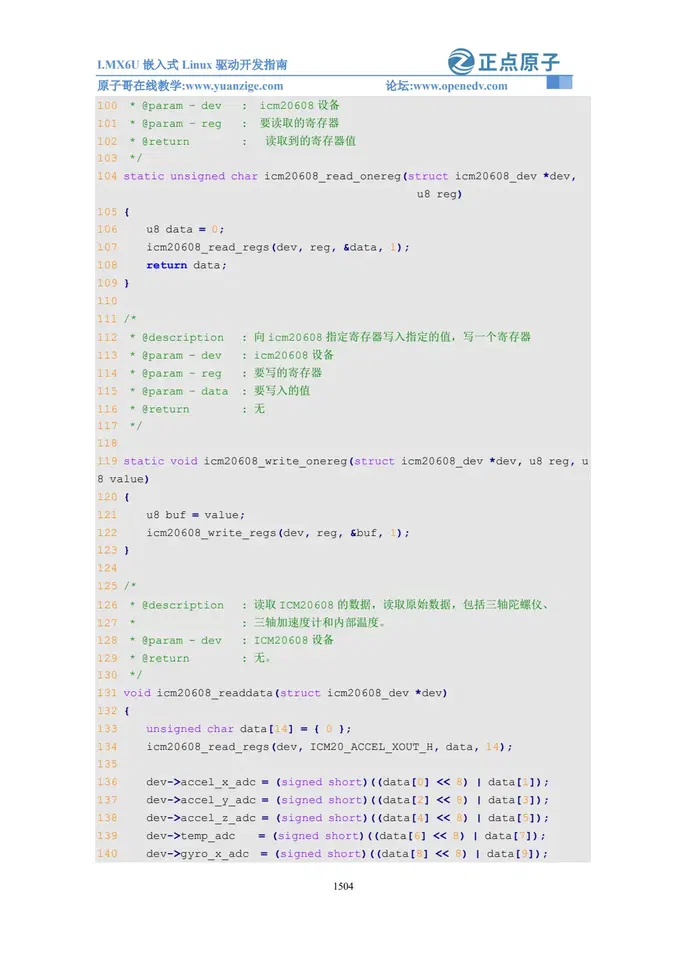 I.MX6U 嵌入式 Linux 驱动开发指南
正点原子
原子哥在线教学:www.yuanzige.com 论坛:www.openedv.com
100 * @param - dev : icm20608 设备
101 * @param - reg : 要读取的寄存器
102 * @return : 读取到的寄存器值
103 */
104 static unsigned char icm20608_read_onereg(struct icm20608_dev *dev,
u8 reg)
105 {
106 u8 data = 0;
107 icm20608_read_regs(dev, reg, &data, 1);
108 return data;
109 }
110
111 /*
112 * @description : 向 icm20608 指定寄存器写入指定的值，写一个寄存器
113 * @param - dev : icm20608 设备
114 * @param - reg : 要写的寄存器
115 * @param - data : 要写入的值
116 * @return : 无
117 */
118
119 static void icm20608_write_onereg(struct icm20608_dev *dev, u8 reg, u
8 value)
120 {
121 u8 buf = value;
122 icm20608_write_regs(dev, reg, &buf, 1);
123 }
124
125 /*
126 * @description : 读取 ICM20608 的数据，读取原始数据，包括三轴陀螺仪、
127 * : 三轴加速度计和内部温度。
128 * @param - dev : ICM20608 设备
129 * @return : 无。
130 */
131 void icm20608_readdata(struct icm20608_dev *dev)
132 {
133 unsigned char data[14] = { 0 };
134 icm20608_read_regs(dev, ICM20_ACCEL_XOUT_H, data, 14);
135
136 dev->accel_x_adc = (signed short)((data[0] << 8) | data[1]);
137 dev->accel_y_adc = (signed short)((data[2] << 8) | data[3]);
138 dev->accel_z_adc = (signed short)((data[4] << 8) | data[5]);
139 dev->temp_adc = (signed short)((data[6] << 8) | data[7]);
140 dev->gyro_x_adc = (signed short)((data[8] << 8) | data[9]);
1504